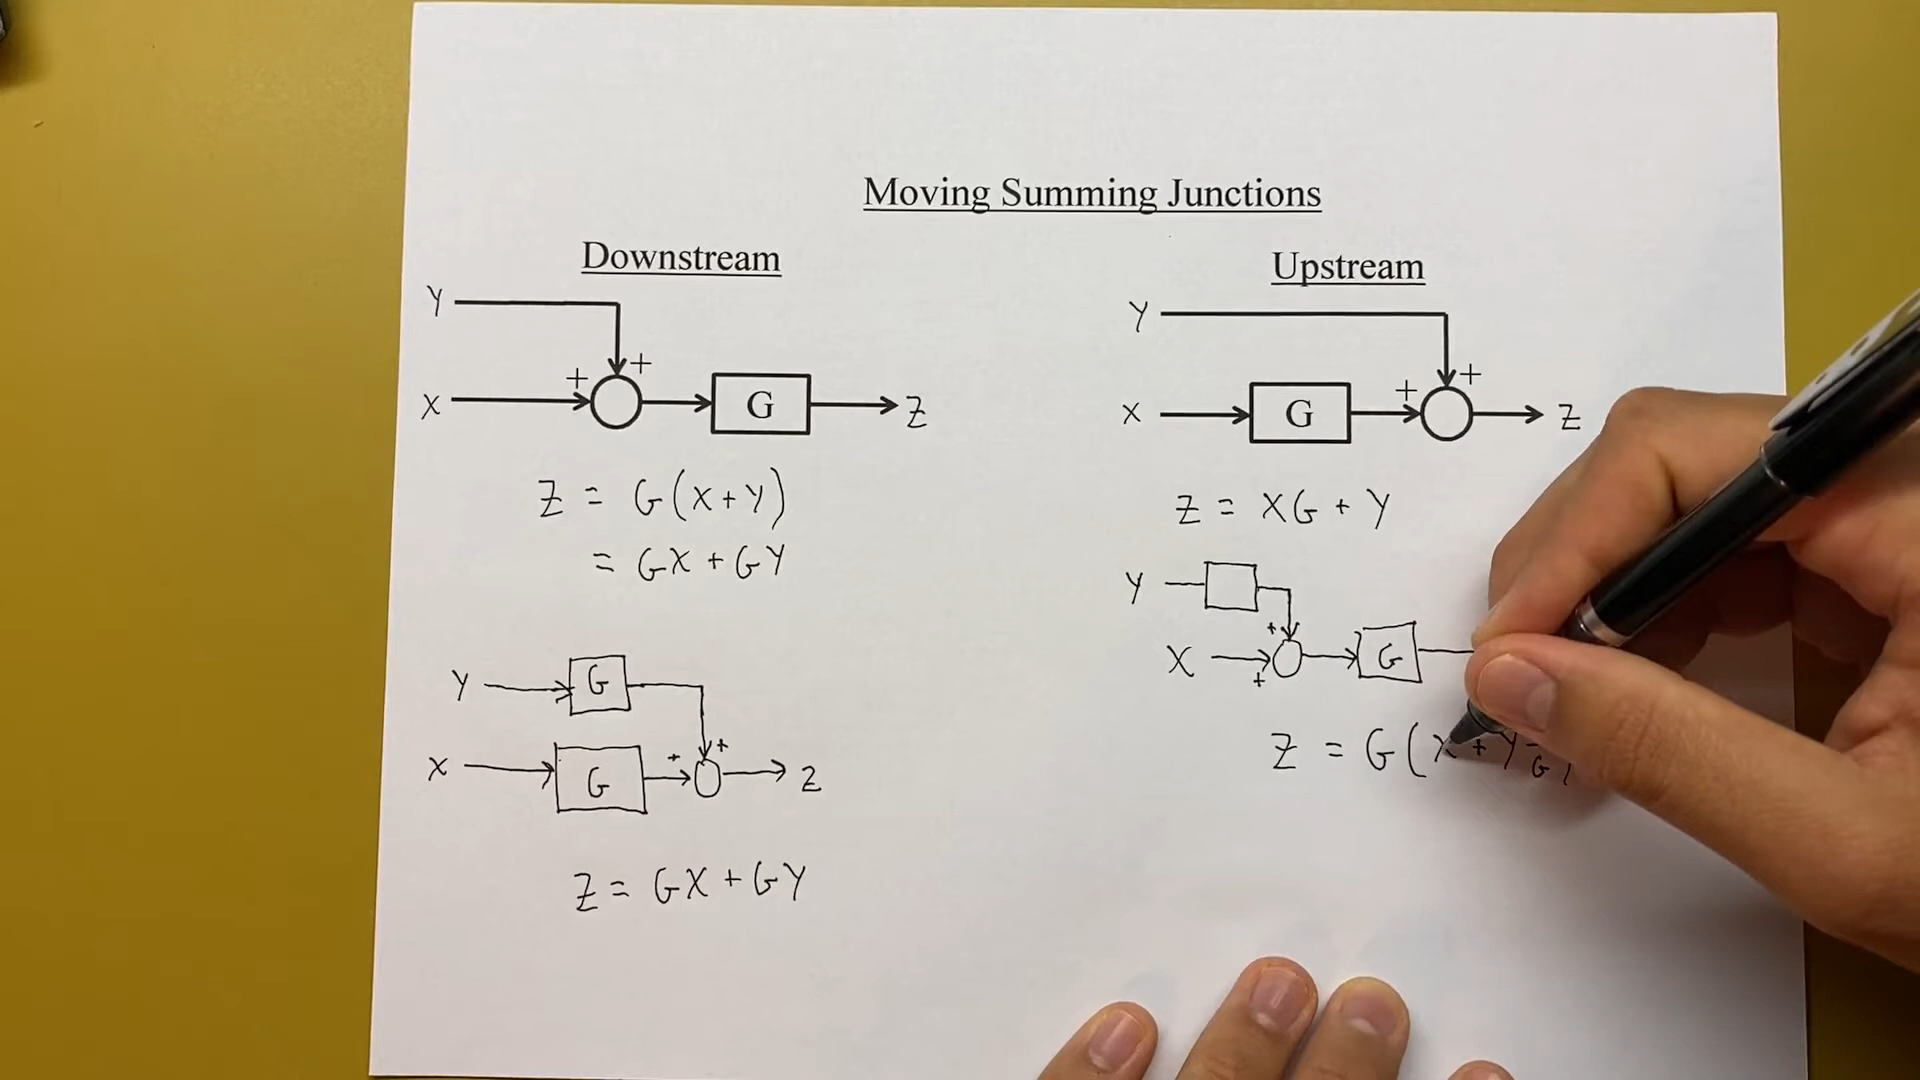 Moving Summing Junctions
Downstream
Y
+
+
X
G
Z
Z = G(X+Y)
= GX + GY
Y
G
+
X
G
+
Z
Z = GX + GY
Upstream
Y
+
+
X
G
Z
Z = XG + Y
Y
+
X
+
G
Z = G(X + Y
G